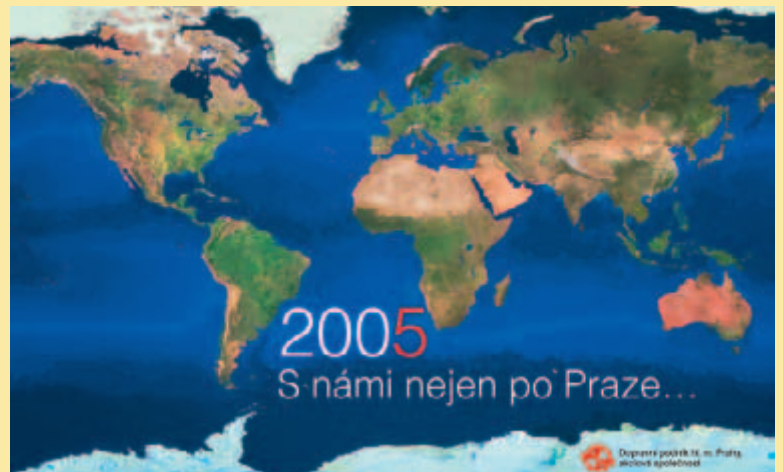 2005
S námi nejen po Praze...
Dopravní podnik hl. m. Prahy,
akciová společnost